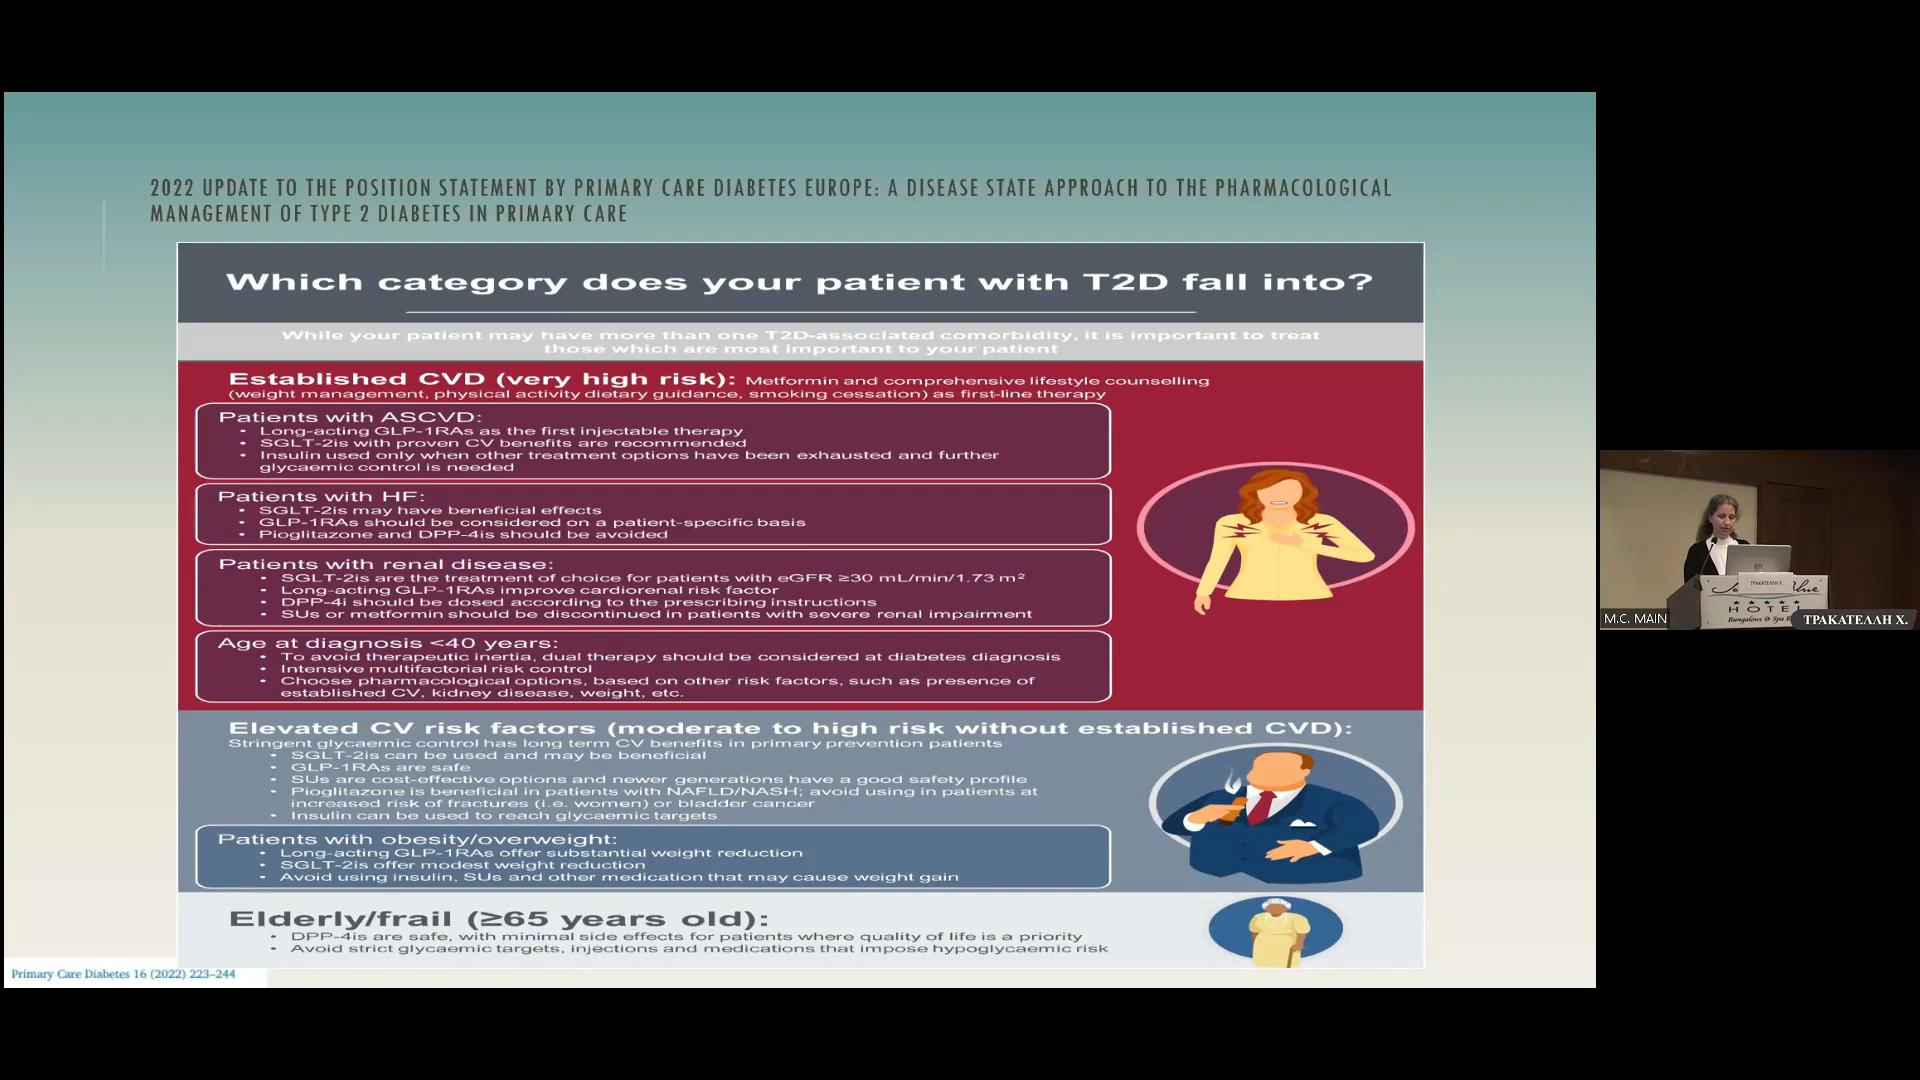 2022 UPDATE TO THE POSITION STATEMENT BY PRIMARY CARE DIABETES EUROPE: A DISEASE STATE APPROACH TO THE PHARMACOLOGICAL
MANAGEMENT OF TYPE 2 DIABETES IN PRIMARY CARE
Which category does your patient with T2D fall into?
While your patient may have more than one T2D-associated comorbidity, it is important to treat
those which are most important to your patient
Established CVD (very high risk): Metformin and comprehensive lifestyle counselling
(weight management, physical activity dietary guidance, smoking cessation) as first-line therapy
Patients with ASCVD:
• Long-acting GLP-1RAs as the first injectable therapy
• SGLT-2is with proven CV benefits are recommended
• Insulin used only when other treatment options have been exhausted and further
glycaemic control is needed
Patients with HF:
• SGLT-2is may have beneficial effects
• GLP-1RAs should be considered on a patient-specific basis
• Pioglitazone and DPP-4is should be avoided
Patients with renal disease:
• SGLT-2is are the treatment of choice for patients with eGFR ≥30 mL/min/1.73 m²
• Long-acting GLP-1RAs improve cardiorenal risk factor
• DPP-4i should be dosed according to the prescribing instructions
• SUs or metformin should be discontinued in patients with severe renal impairment
Age at diagnosis <40 years:
• To avoid therapeutic inertia, dual therapy should be considered at diabetes diagnosis
• Intensive multifactorial risk control
• Choose pharmacological options, based on other risk factors, such as presence of
established CV, kidney disease, weight, etc.
Elevated CV risk factors (moderate to high risk without established CVD):
Stringent glycaemic control has long term CV benefits in primary prevention patients
• SGLT-2is can be used and may be beneficial
• GLP-1RAs are safe
• SUs are cost-effective options and newer generations have a good safety profile
• Pioglitazone is beneficial in patients with NAFLD/NASH; avoid using in patients at
increased risk of fractures (i.e. women) or bladder cancer
• Insulin can be used to reach glycaemic targets
Patients with obesity/overweight:
• Long-acting GLP-1RAs offer substantial weight reduction
• SGLT-2is offer modest weight reduction
• Avoid using insulin, SUs and other medication that may cause weight gain
Elderly/frail (≥65 years old):
• DPP-4is are safe, with minimal side effects for patients where quality of life is a priority
• Avoid strict glycaemic targets, injections and medications that impose hypoglycaemic risk
Primary Care Diabetes 16 (2022) 223–244
ΤΡΑΚΑΤΕΛΛΗ Χ.
HOTEL
Bungalows & Spa
M.C. MAIN
ΤΡΑΚΑΤΕΛΛΗ Χ.